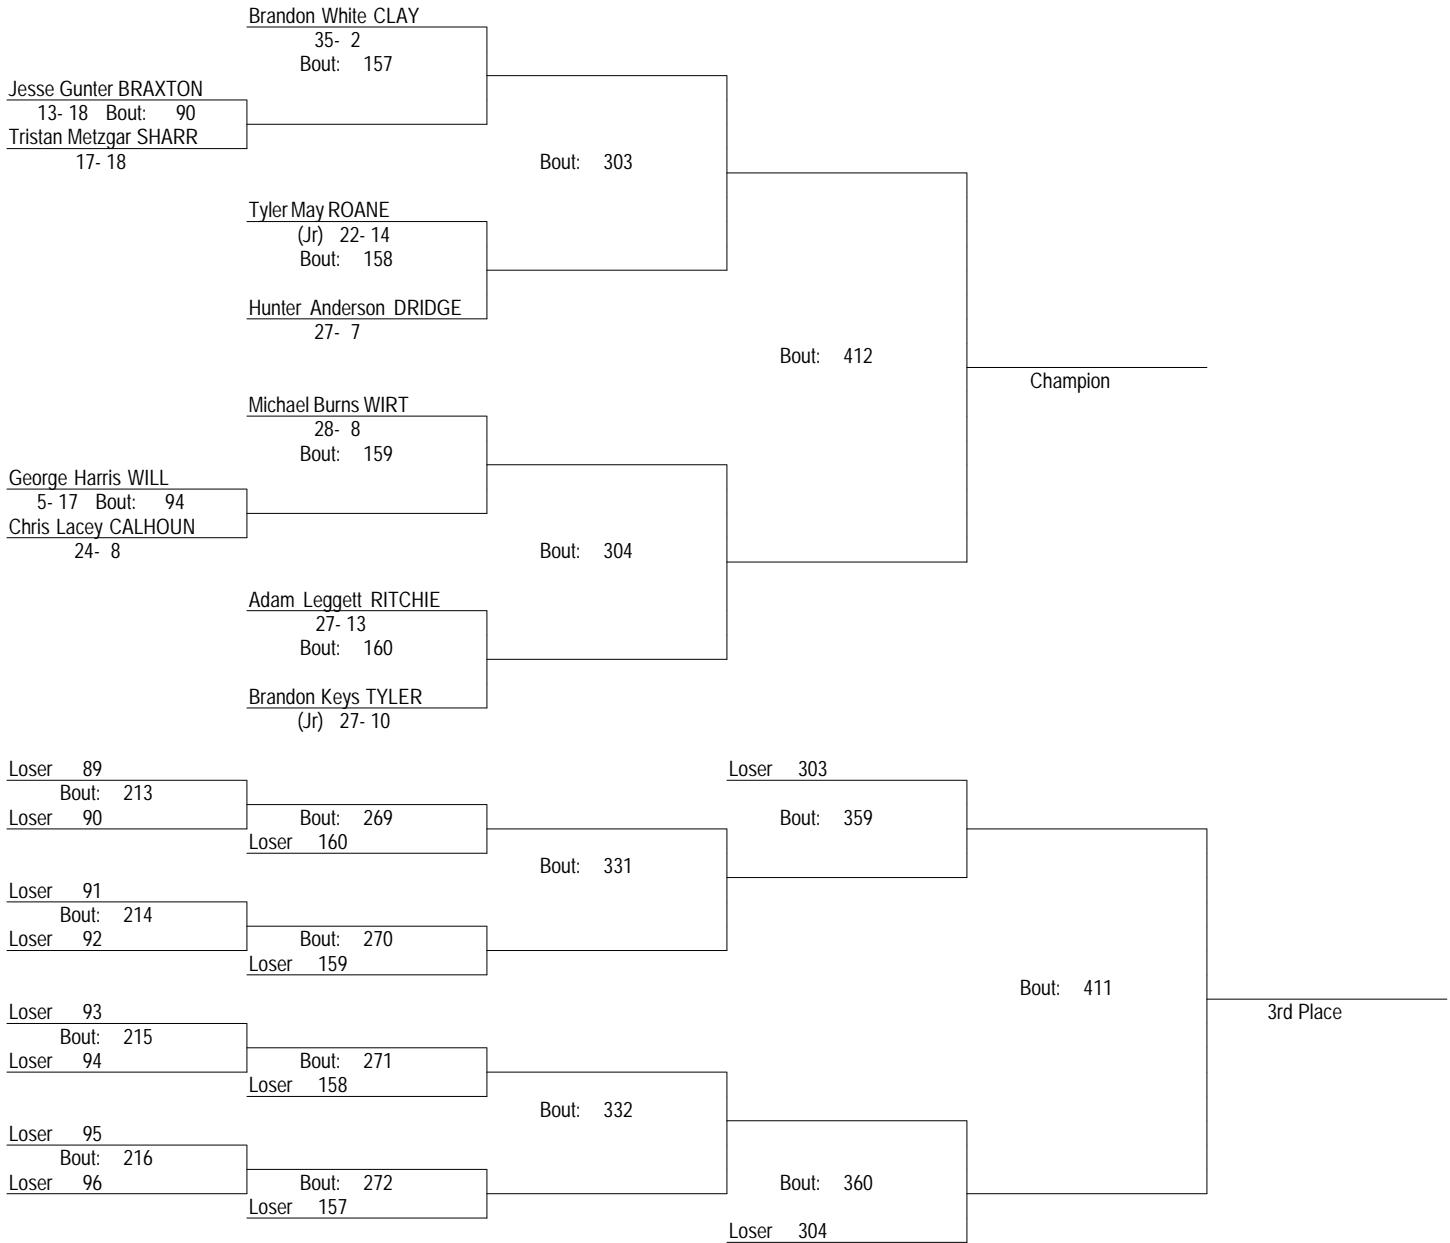 Brandon White CLAY
35- 2
Bout: 157
Jesse Gunter BRAXTON
13- 18 Bout: 90
Tristan Metzgar SHARR
17- 18
Bout: 303
Tyler May ROANE
(Jr) 22- 14
Bout: 158
Hunter Anderson DRIDGE
27- 7
Bout: 412
Champion
Michael Burns WIRT
28- 8
Bout: 159
George Harris WILL
5- 17 Bout: 94
Chris Lacey CALHOUN
24- 8
Bout: 304
Adam Leggett RITCHIE
27- 13
Bout: 160
Brandon Keys TYLER
(Jr) 27- 10
Loser 89
Bout: 213
Loser 90
Bout: 269
Loser 160
Bout: 331
Loser 303
Bout: 359
Loser 91
Bout: 214
Loser 92
Bout: 270
Loser 159
Bout: 411
3rd Place
Loser 93
Bout: 215
Loser 94
Bout: 271
Loser 158
Bout: 332
Loser 95
Bout: 216
Loser 96
Bout: 272
Loser 157
Bout: 360
Loser 304